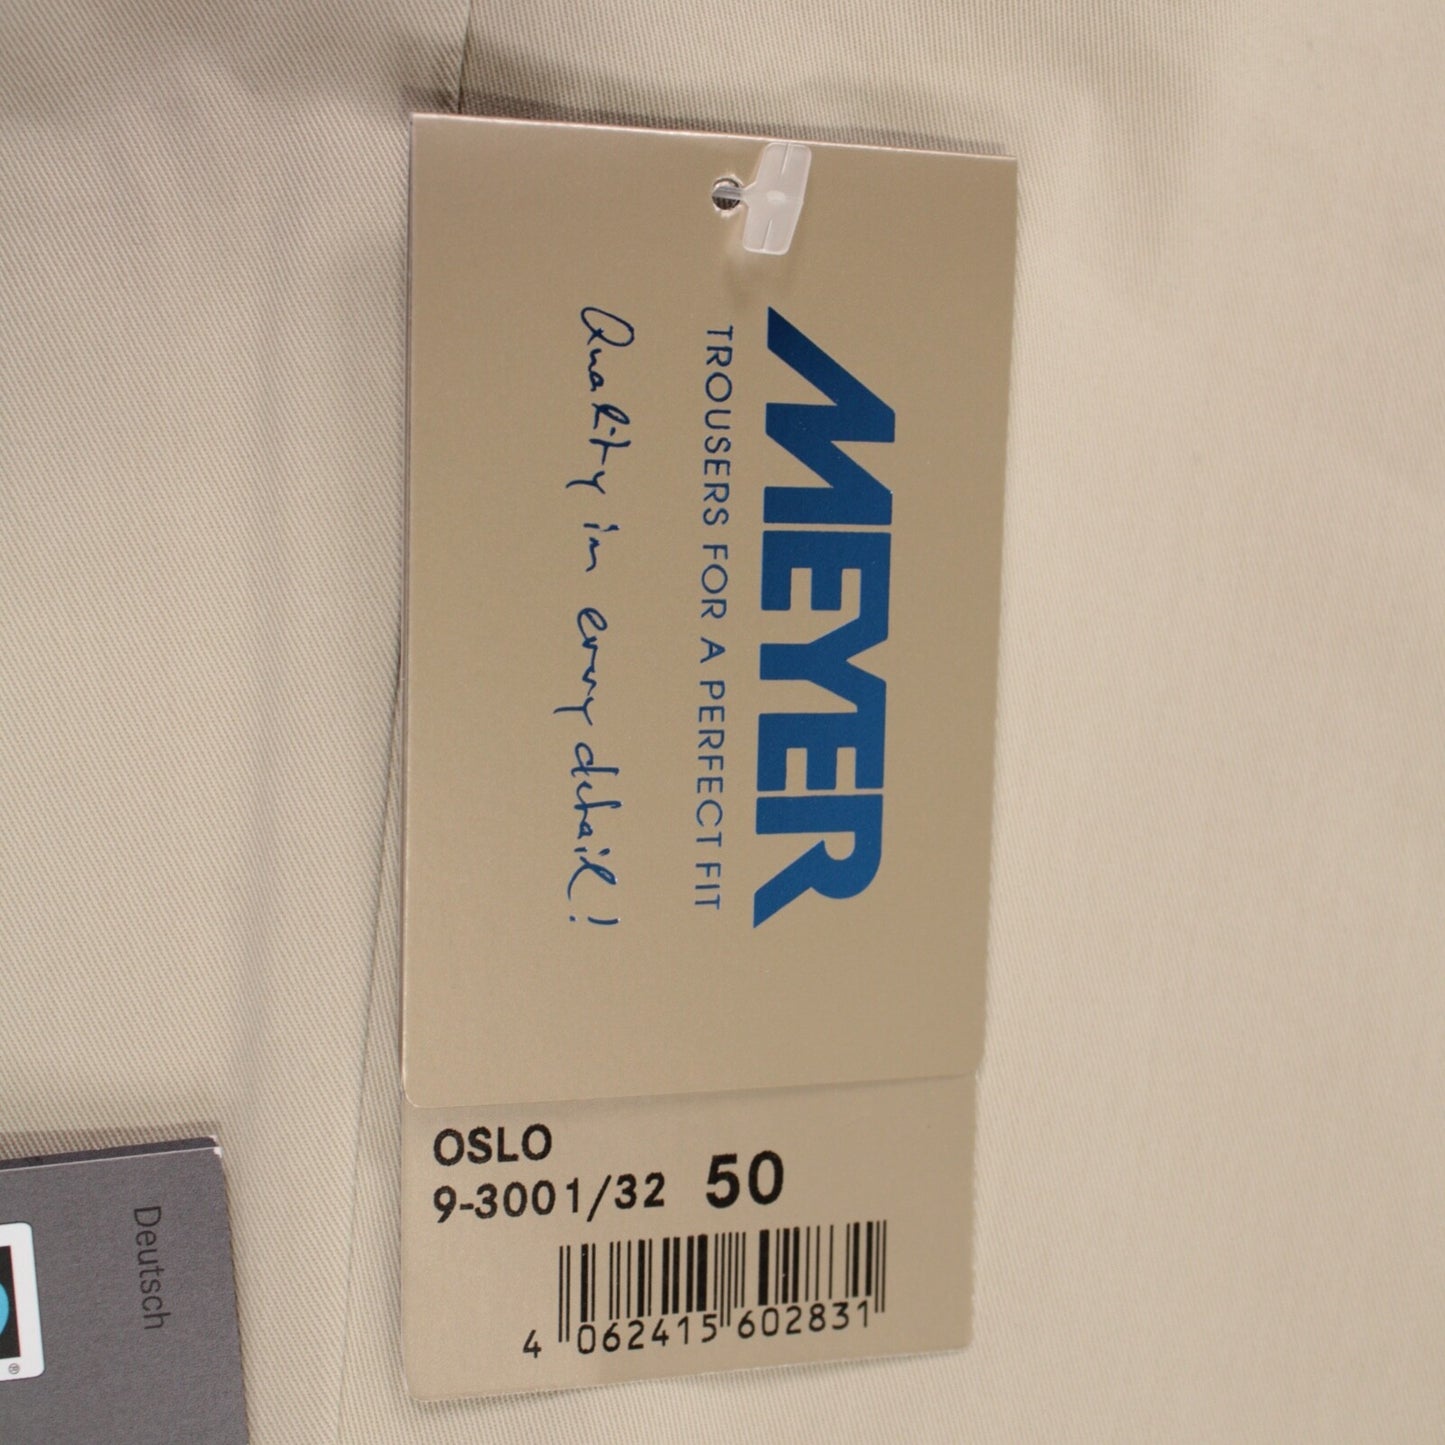 MEYER
TROUSERS FOR A PERFECT FIT
Quality in every detail!
OSLO
9-3001/32 50
4 062415 602831
Deutsch
®